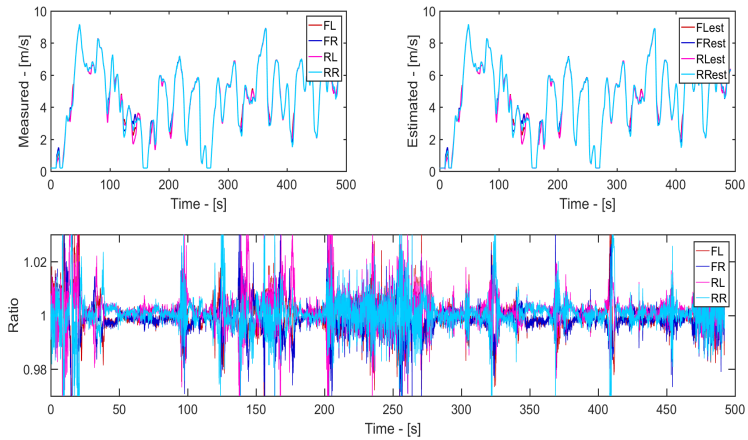 Measured - [m/s]
10
8
6
4
2
0
0 100 200 300 400 500
Time - [s]
FL
FR
RL
RR
Estimated - [m/s]
10
8
6
4
2
0
0 100 200 300 400 500
Time - [s]
FLest
FRest
RLest
RRest
Ratio
1.02
1
0.98
0 50 100 150 200 250 300 350 400 450 500
Time - [s]
FL
FR
RL
RR